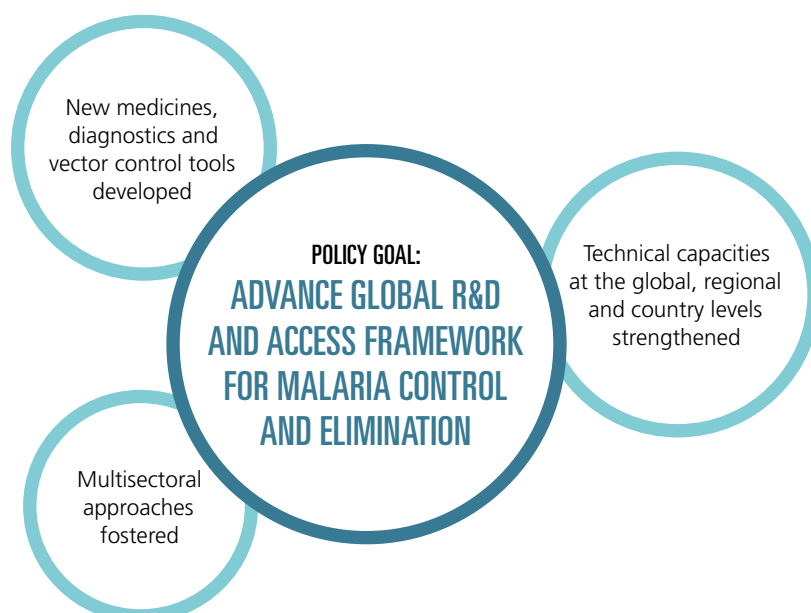 New medicines,
diagnostics and
vector control tools
developed
POLICY GOAL:
ADVANCE GLOBAL R&D
AND ACCESS FRAMEWORK
FOR MALARIA CONTROL
AND ELIMINATION
Technical capacities
at the global, regional
and country levels
strengthened
Multisectoral
approaches
fostered